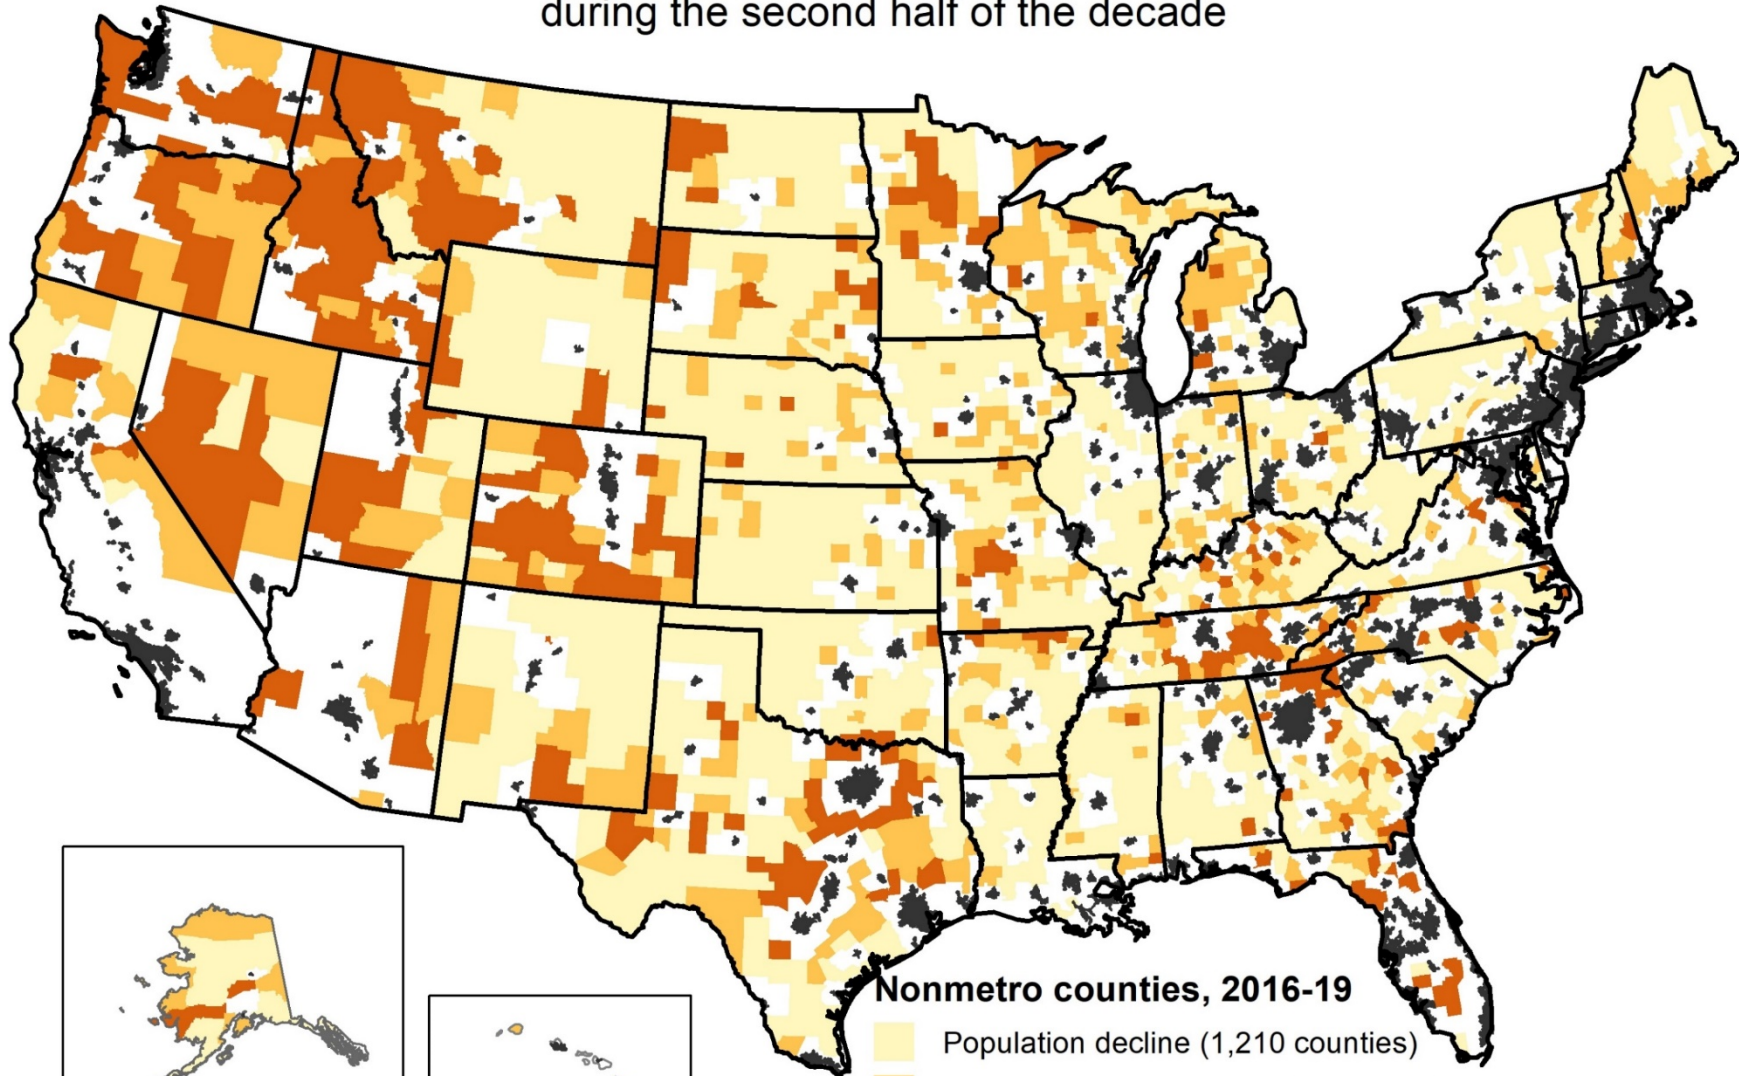 during the second half of the decade
Nonmetro counties, 2016-19
Population decline (1,210 counties)